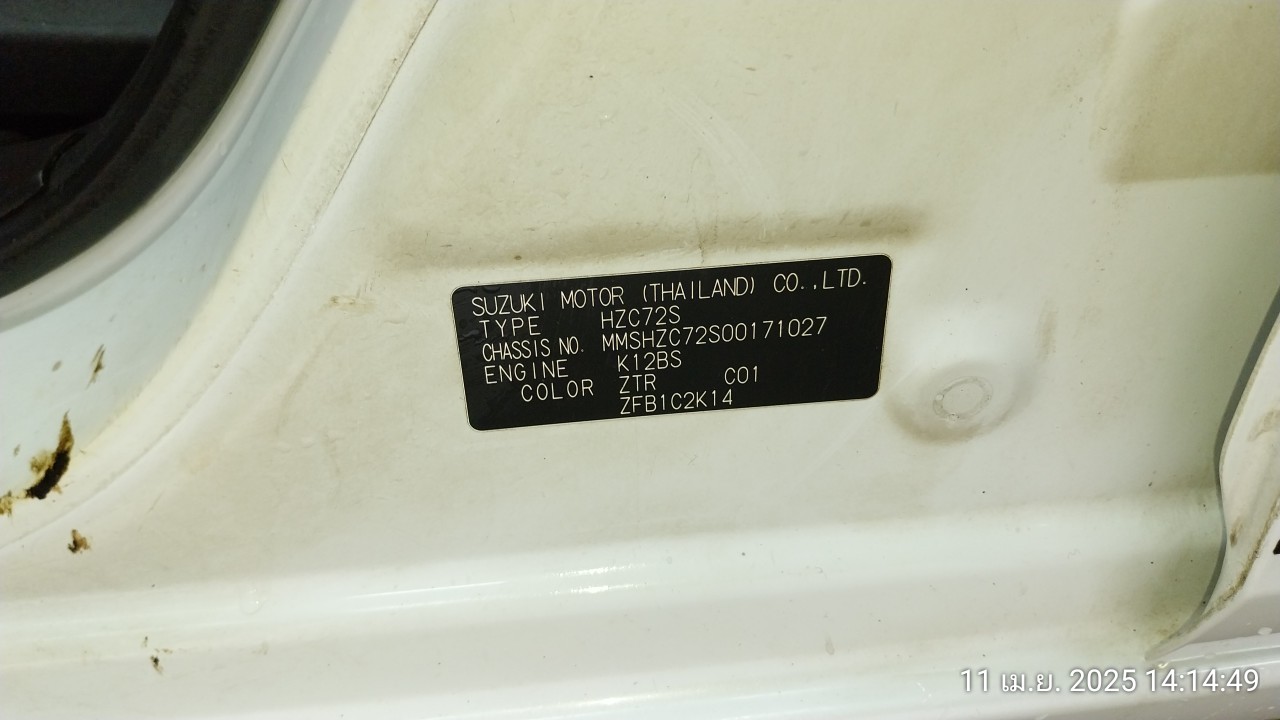 SUZUKI MOTOR (THAILAND) CO.,LTD.
TYPE HZC72S
CHASSIS NO. MMSHZC72S00171027
ENGINE K12BS
COLOR ZTR C01
ZFB1C2K14
11 เม.ย. 2025 14:14:49